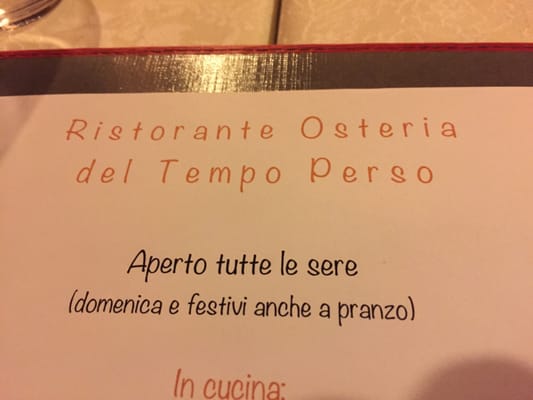 Ristorante Osteria
del Tempo Perso
Aperto tutte le sere
(domenica e festivi anche a pranzo)
In cucina: